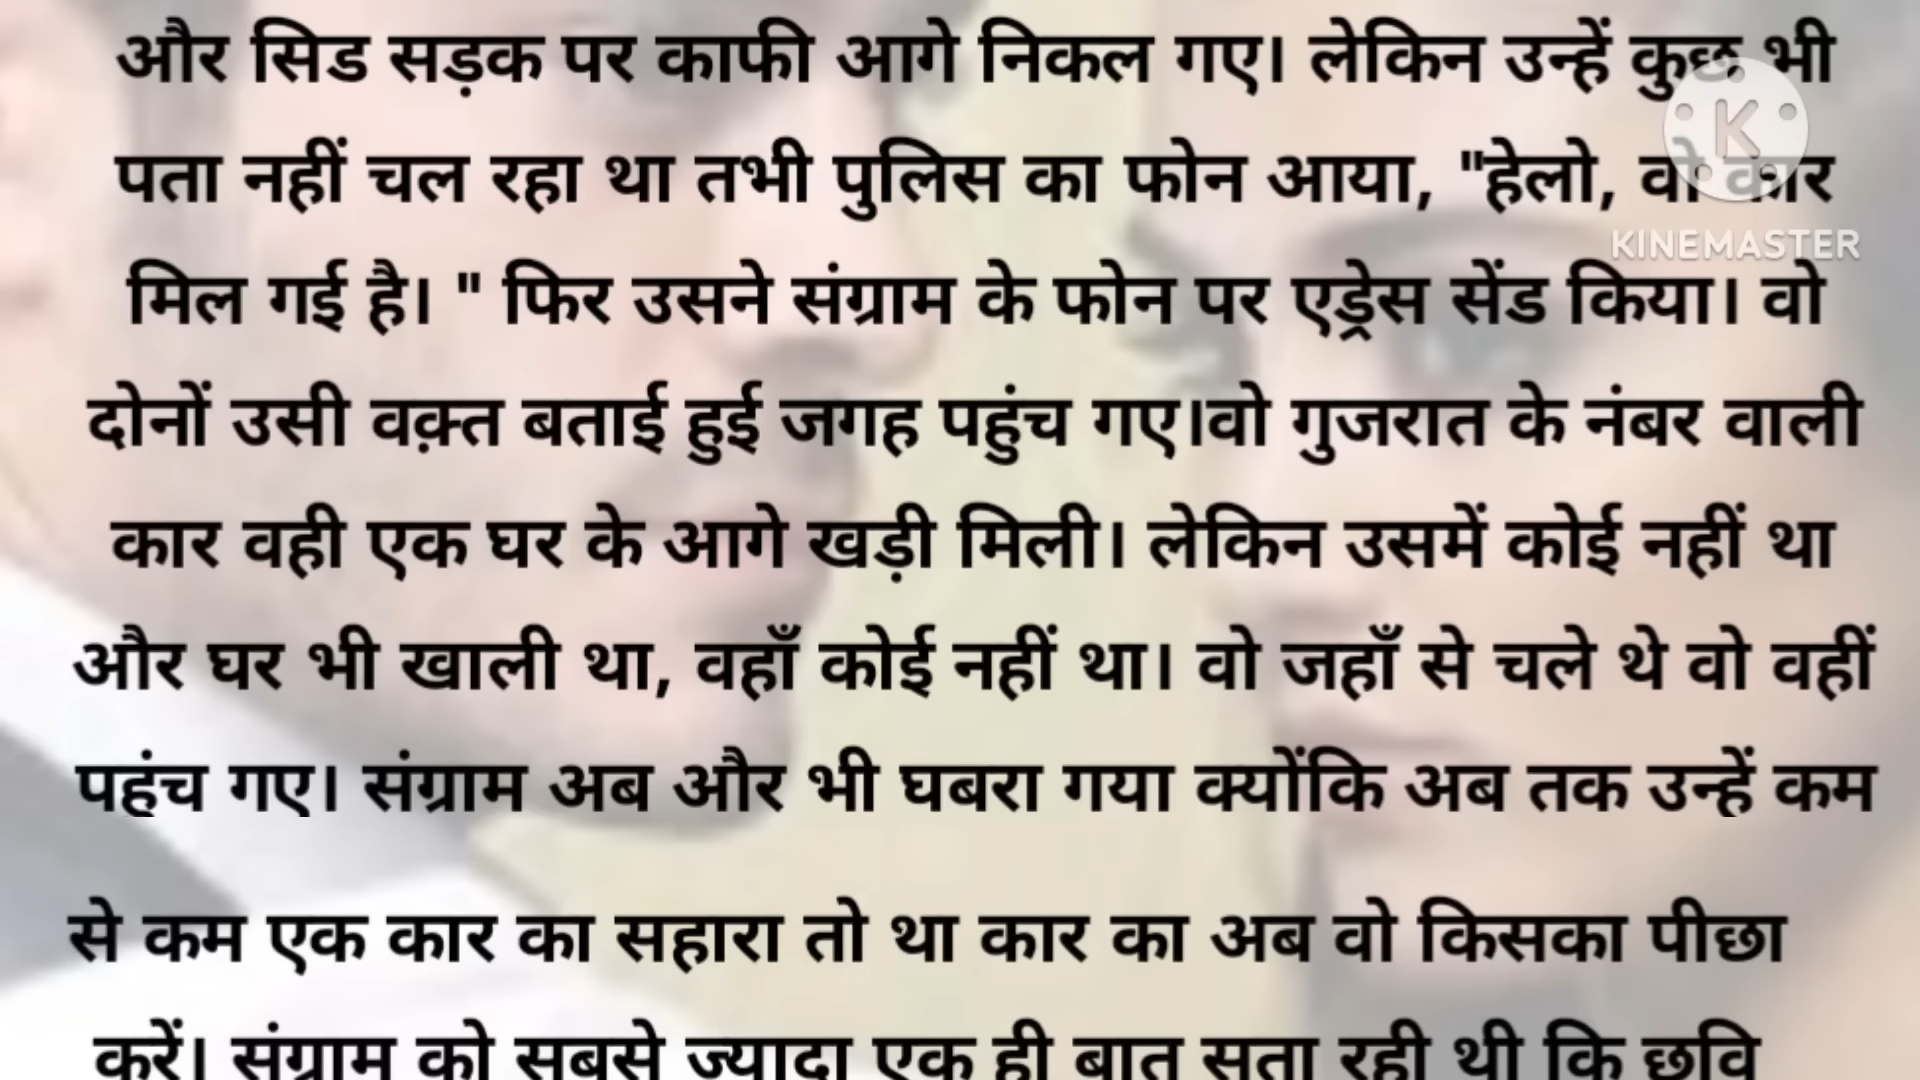 और सिड सड़क पर काफी आगे निकल गए। लेकिन उन्हें कुछ भी
पता नहीं चल रहा था तभी पुलिस का फोन आया, "हेलो, वो कार
मिल गई है। " फिर उसने संग्राम के फोन पर एड्रेस सेंड किया। वो
दोनों उसी वक़्त बताई हुई जगह पहुंच गए।वो गुजरात के नंबर वाली
कार वही एक घर के आगे खड़ी मिली। लेकिन उसमें कोई नहीं था
और घर भी खाली था, वहाँ कोई नहीं था। वो जहाँ से चले थे वो वहीं
पहुंच गए। संग्राम अब और भी घबरा गया क्योंकि अब तक उन्हें कम
से कम एक कार का सहारा तो था कार का अब वो किसका पीछा
करें। संग्राम को सबसे ज्यादा एक ही बात सता रही थी कि छवि
K
KINEMASTER